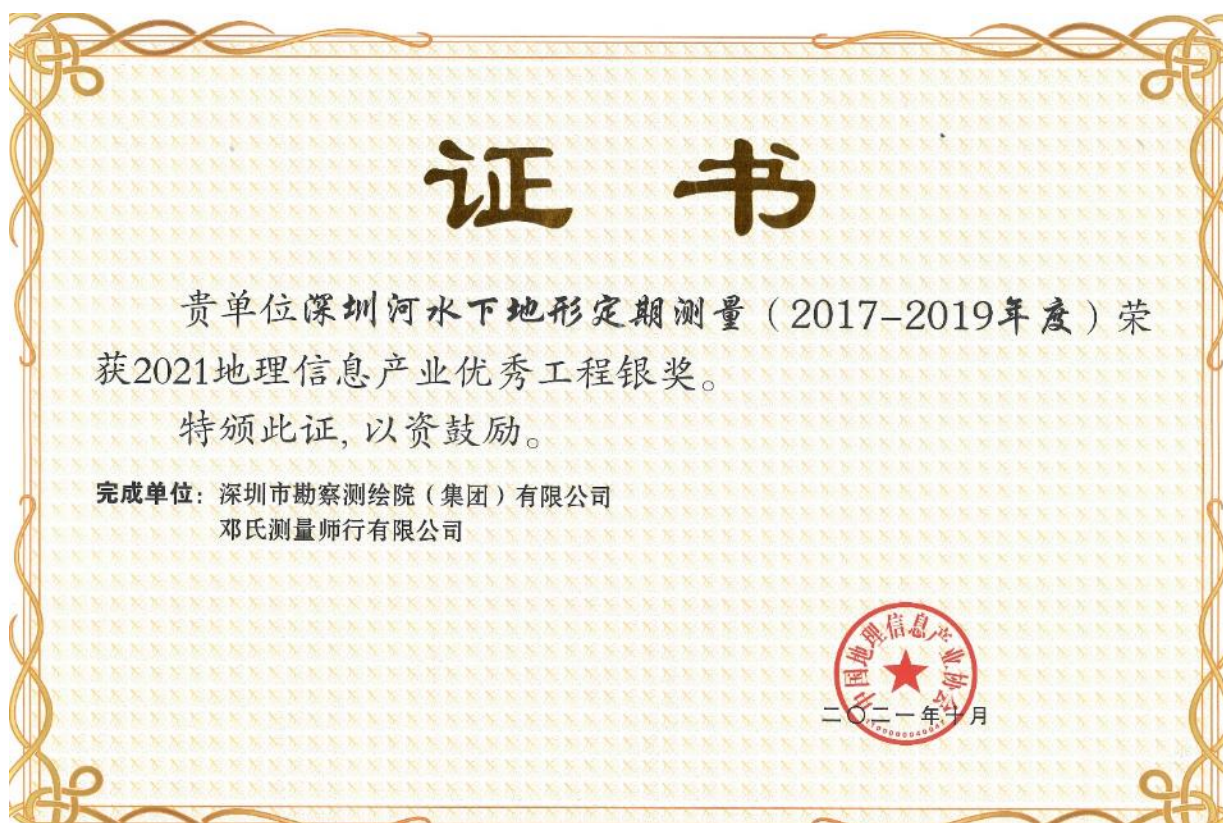 证 书
贵单位深圳河水下地形定期测量（2017-2019年度）荣
获2021地理信息产业优秀工程银奖。
特颁此证，以资鼓励。
完成单位：深圳市勘察测绘院（集团）有限公司
邓氏测量师行有限公司
中国地理信息产业协会
二〇二一年十月